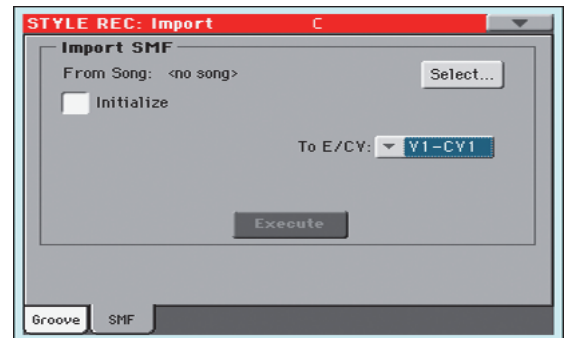 STYLE REC: Import C
Import SMF
From Song: <no song> Select...
Initialize
To E/CV: V1-CV1
Execute
Groove SMF